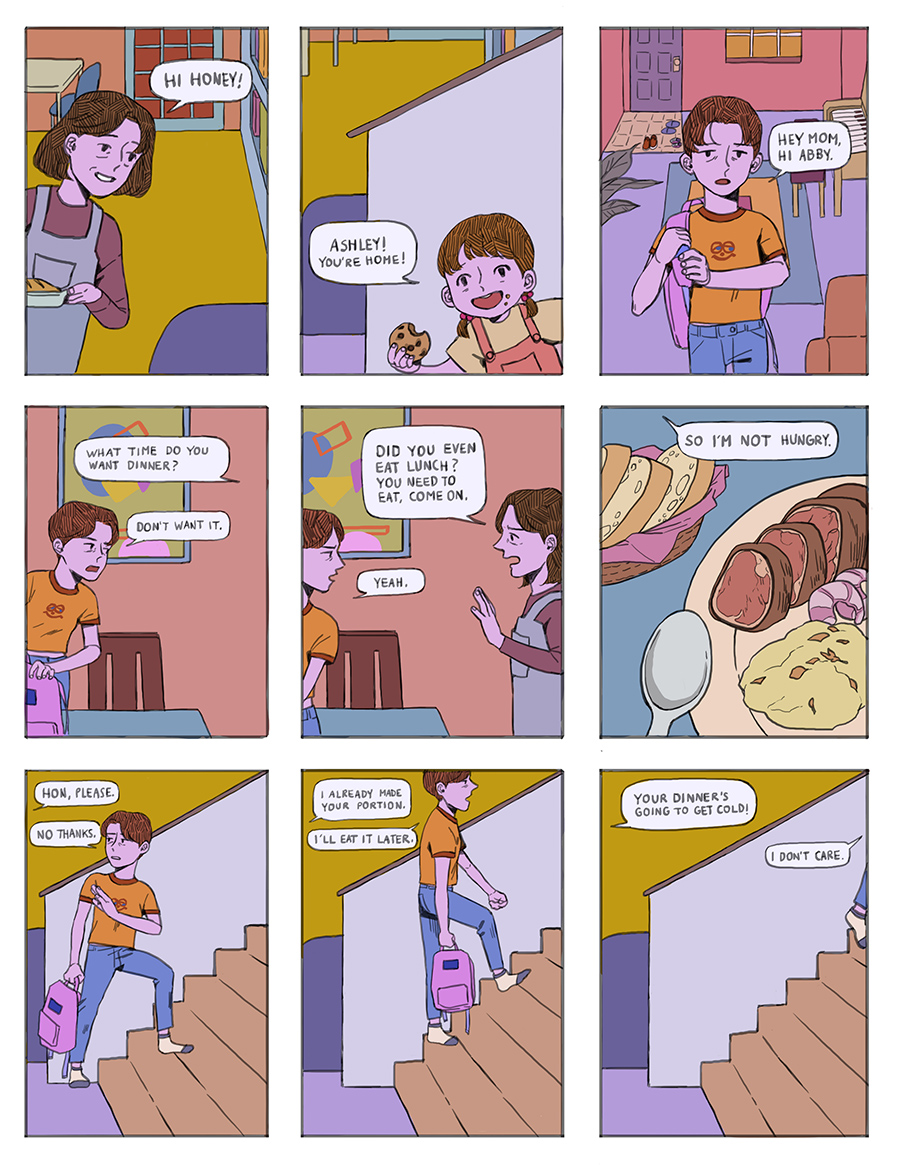 HI HONEY!
ASHLEY!
YOU'RE HOME!
HEY MOM,
HI ABBY.
WHAT TIME DO YOU
WANT DINNER?
DON'T WANT IT.
DID YOU EVEN
EAT LUNCH?
YOU NEED TO
EAT, COME ON.
YEAH.
SO I'M NOT HUNGRY.
HON, PLEASE.
NO THANKS.
I ALREADY MADE
YOUR PORTION.
I'LL EAT IT LATER.
YOUR DINNER'S
GOING TO GET COLD!
I DON'T CARE.